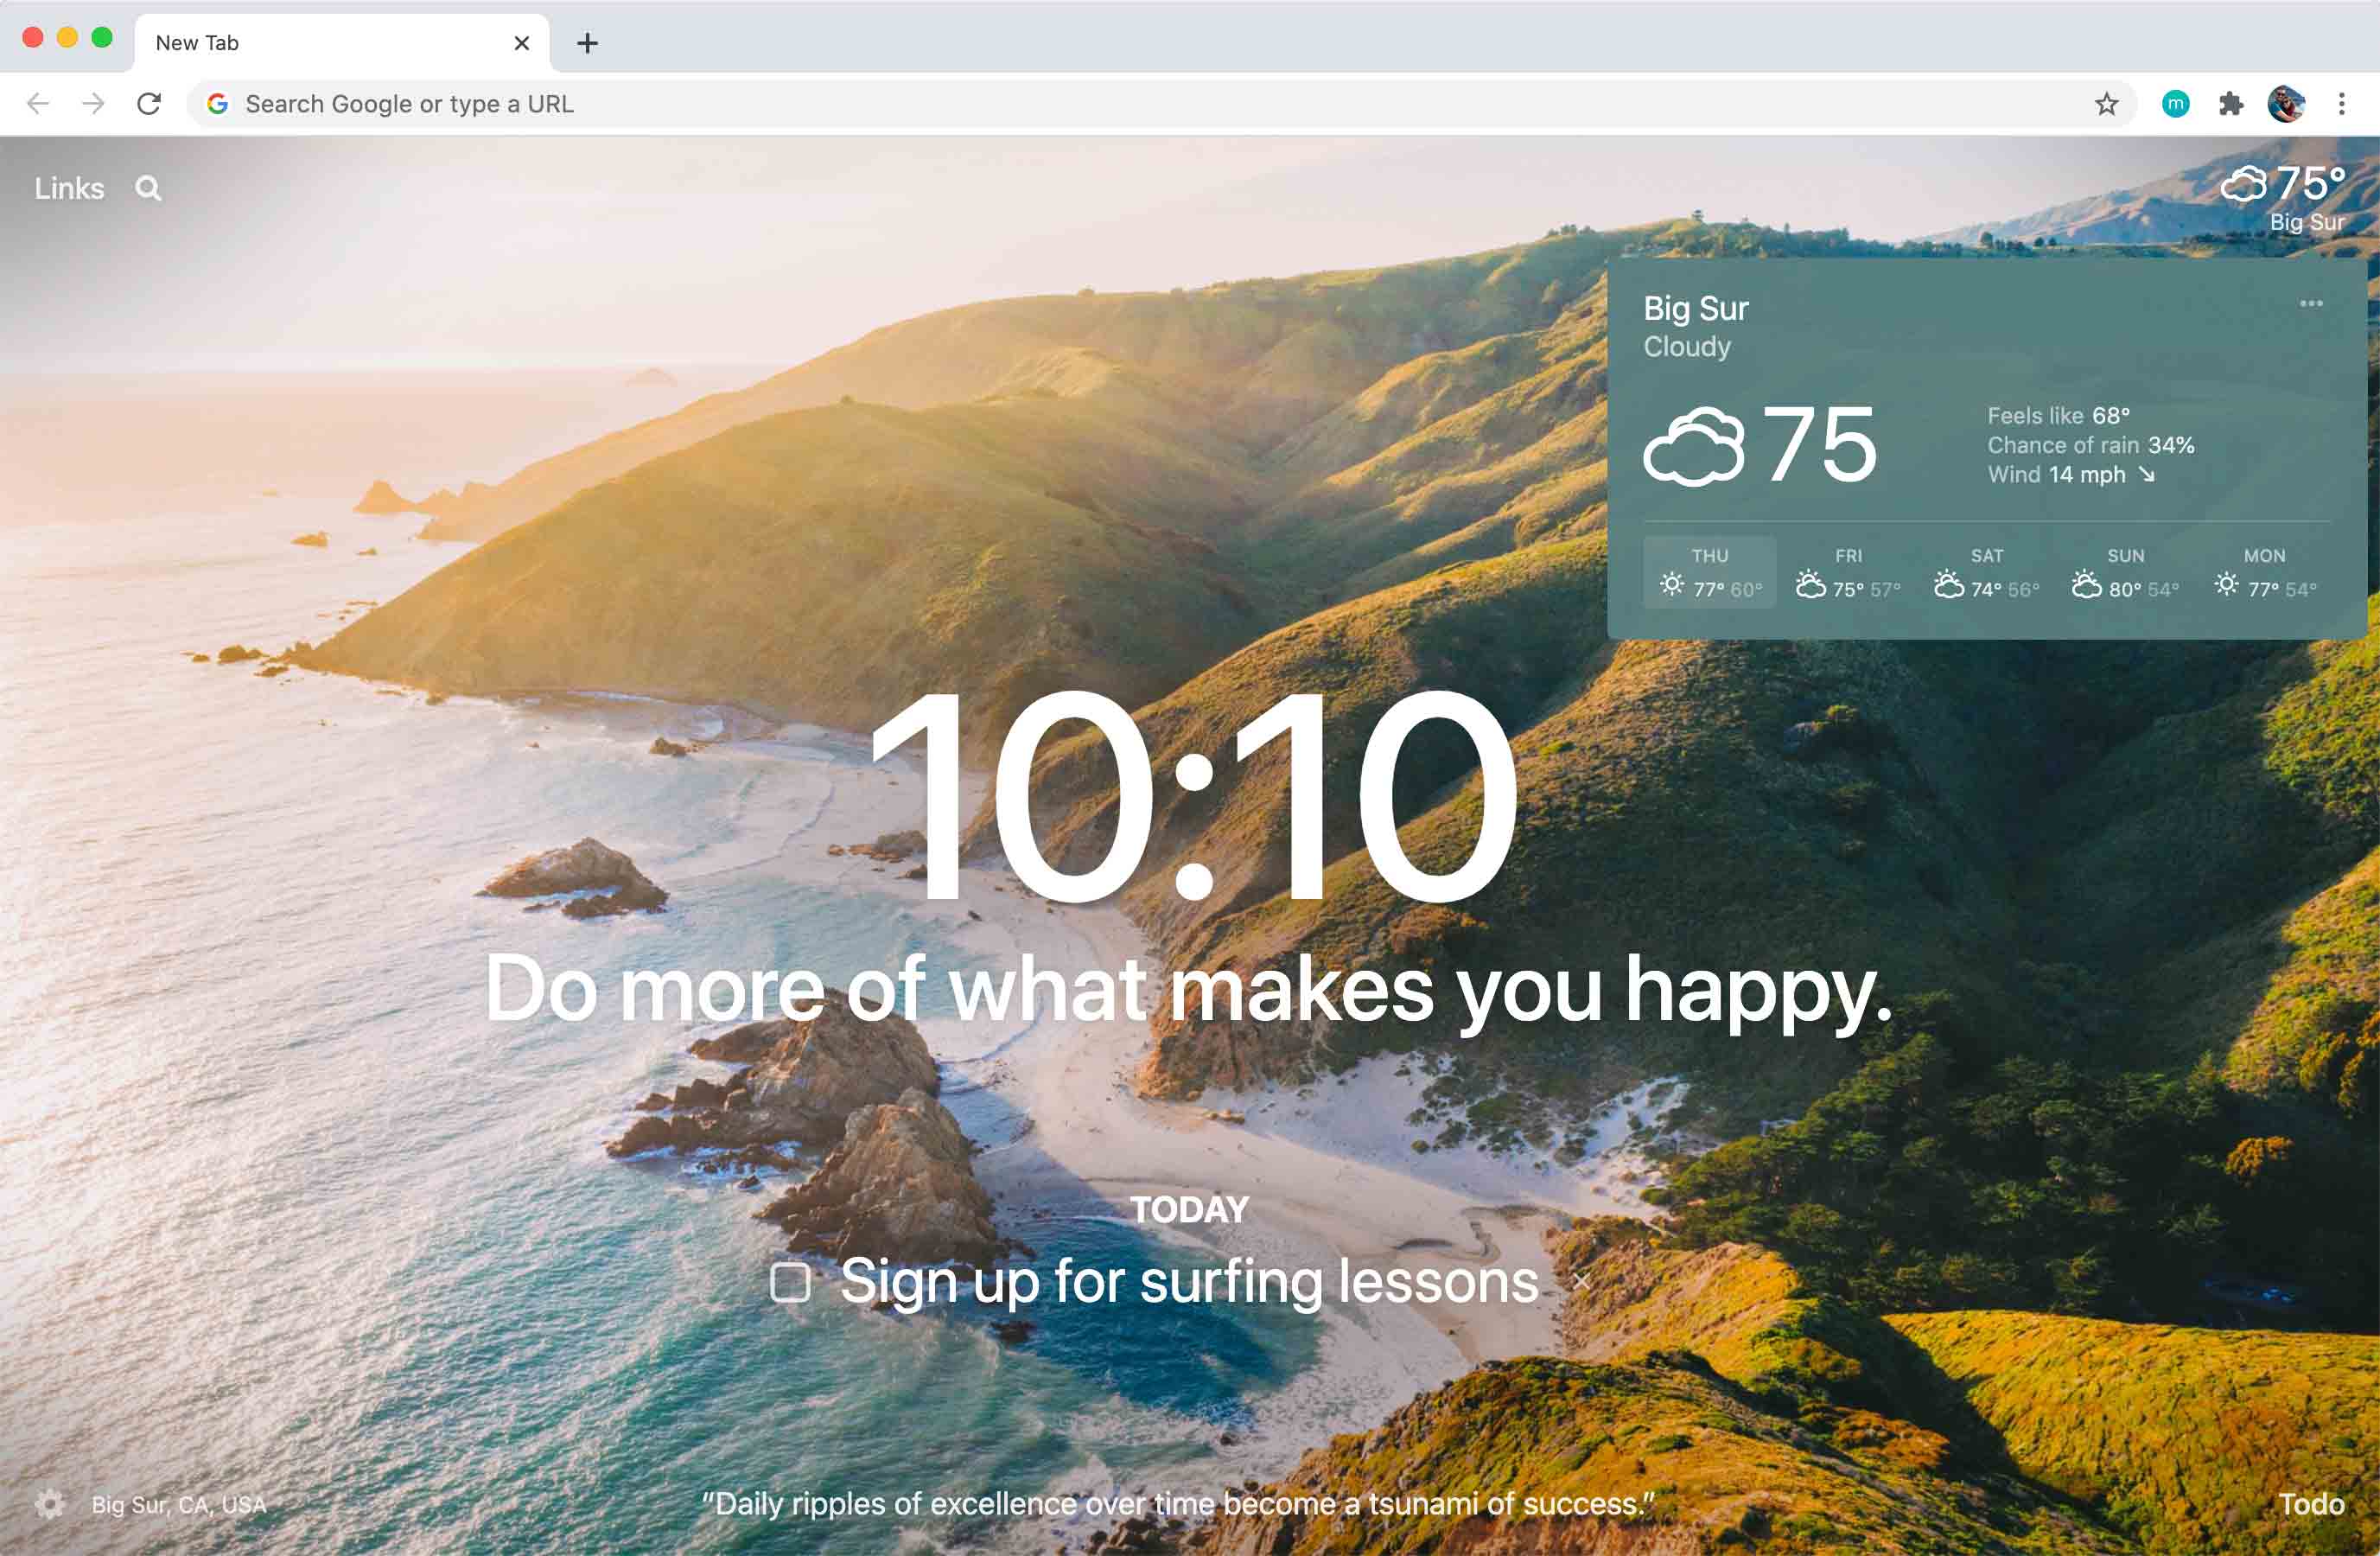 New Tab
Search Google or type a URL
m
Links
75°
Big Sur
Big Sur
Cloudy
75
Feels like 68°
Chance of rain 34%
Wind 14 mph ↘
THU FRI SAT SUN MON
77° 60° 75° 57° 74° 56° 80° 54° 77° 54°
10:10
Do more of what makes you happy.
TODAY
Sign up for surfing lessons
Big Sur, CA, USA
“Daily ripples of excellence over time become a tsunami of success.”
Todo